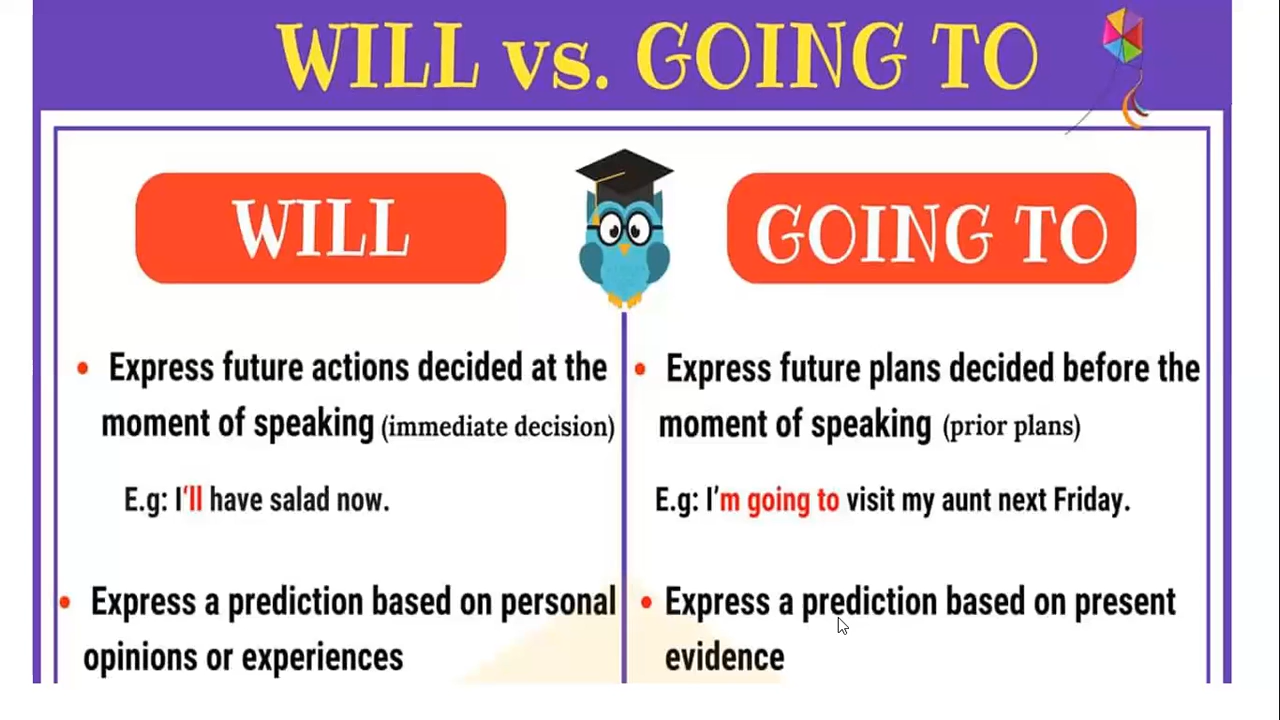 WILL vs. GOING TO
WILL
GOING TO
• Express future actions decided at the
moment of speaking (immediate decision)
E.g: I'll have salad now.
• Express a prediction based on personal
opinions or experiences
• Express future plans decided before the
moment of speaking (prior plans)
E.g: I'm going to visit my aunt next Friday.
• Express a prediction based on present
evidence